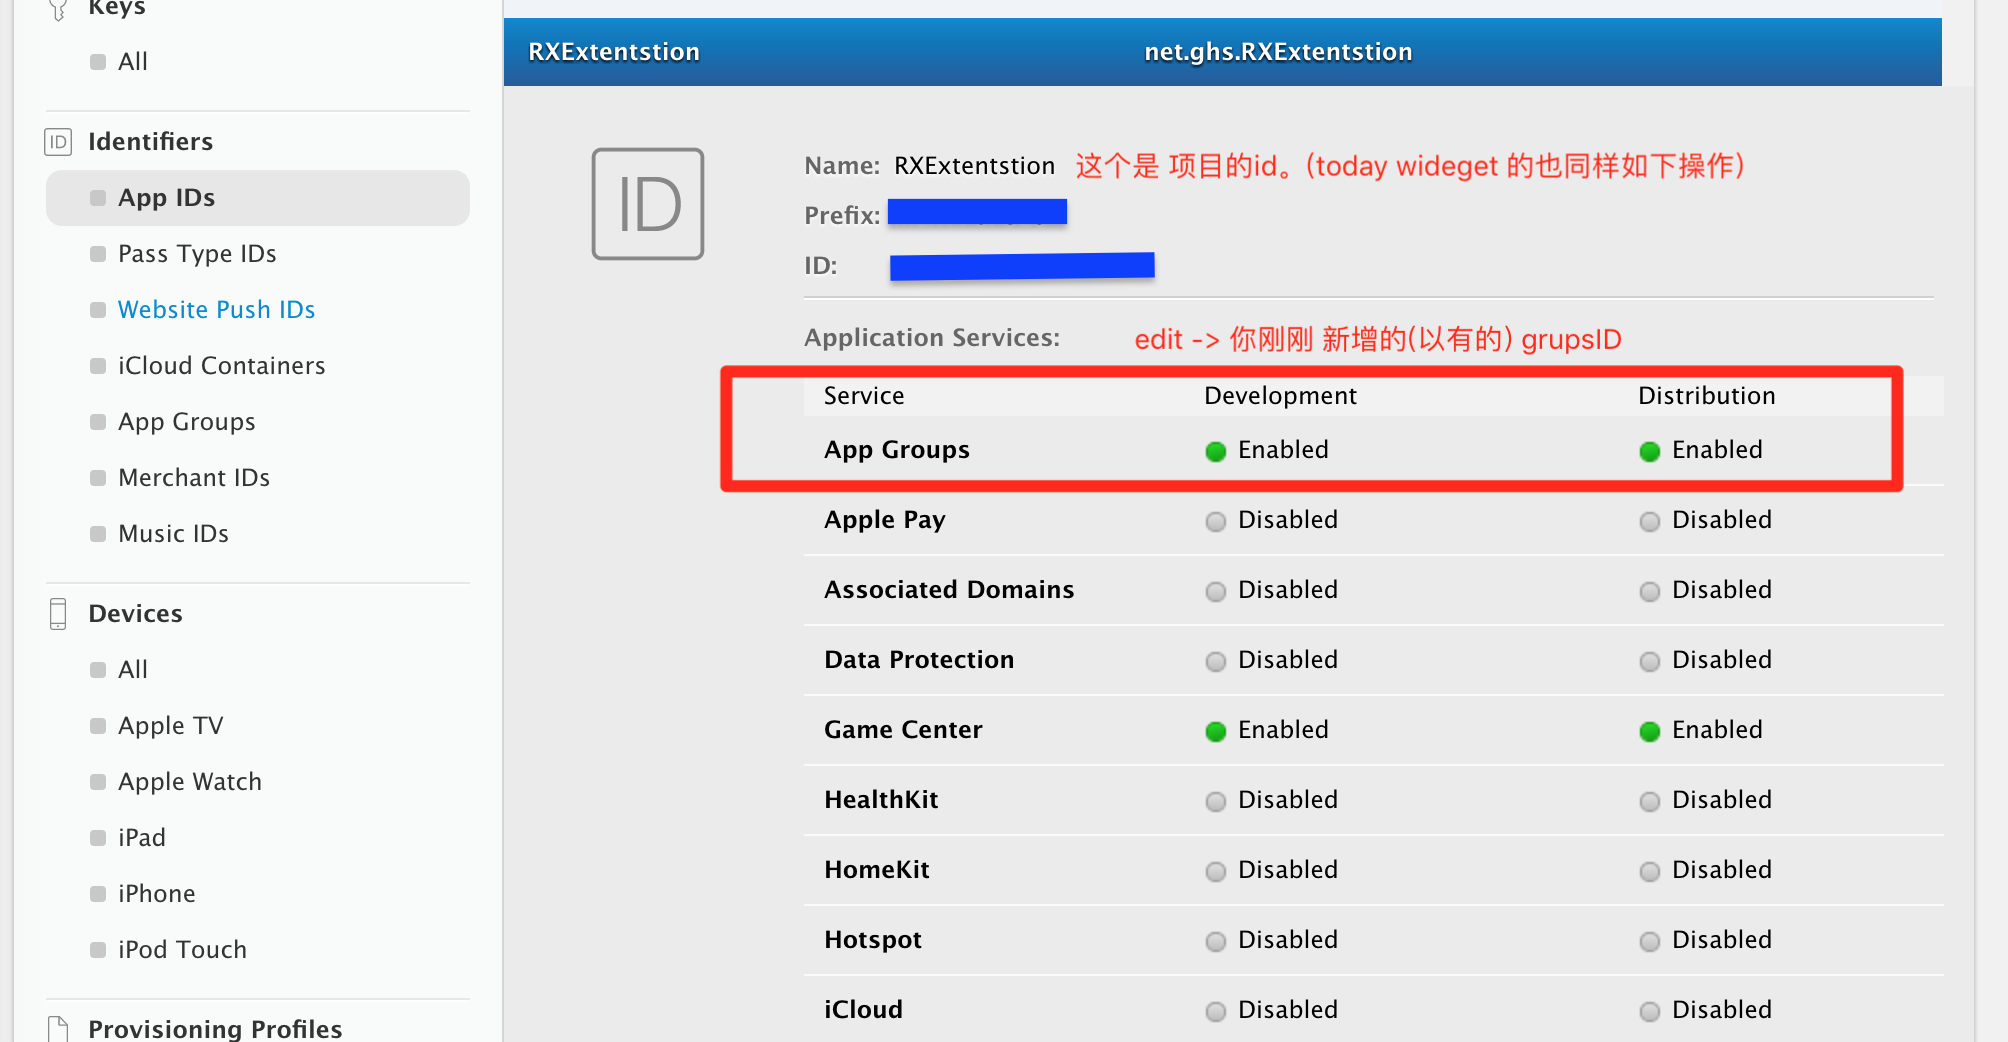 Keys
All
Identifiers
App IDs
Pass Type IDs
Website Push IDs
iCloud Containers
App Groups
Merchant IDs
Music IDs
Devices
All
Apple TV
Apple Watch
iPad
iPhone
iPod Touch
Provisioning Profiles
RXExtentstion net.ghs.RXExtentstion
ID
Name: RXExtentstion 这个是 项目的id。(today wideget 的也同样如下操作)
Prefix:
ID:
Application Services: edit -> 你刚刚 新增的(以有的) grupsID
Service Development Distribution
App Groups Enabled Enabled
Apple Pay Disabled Disabled
Associated Domains Disabled Disabled
Data Protection Disabled Disabled
Game Center Enabled Enabled
HealthKit Disabled Disabled
HomeKit Disabled Disabled
Hotspot Disabled Disabled
iCloud Disabled Disabled